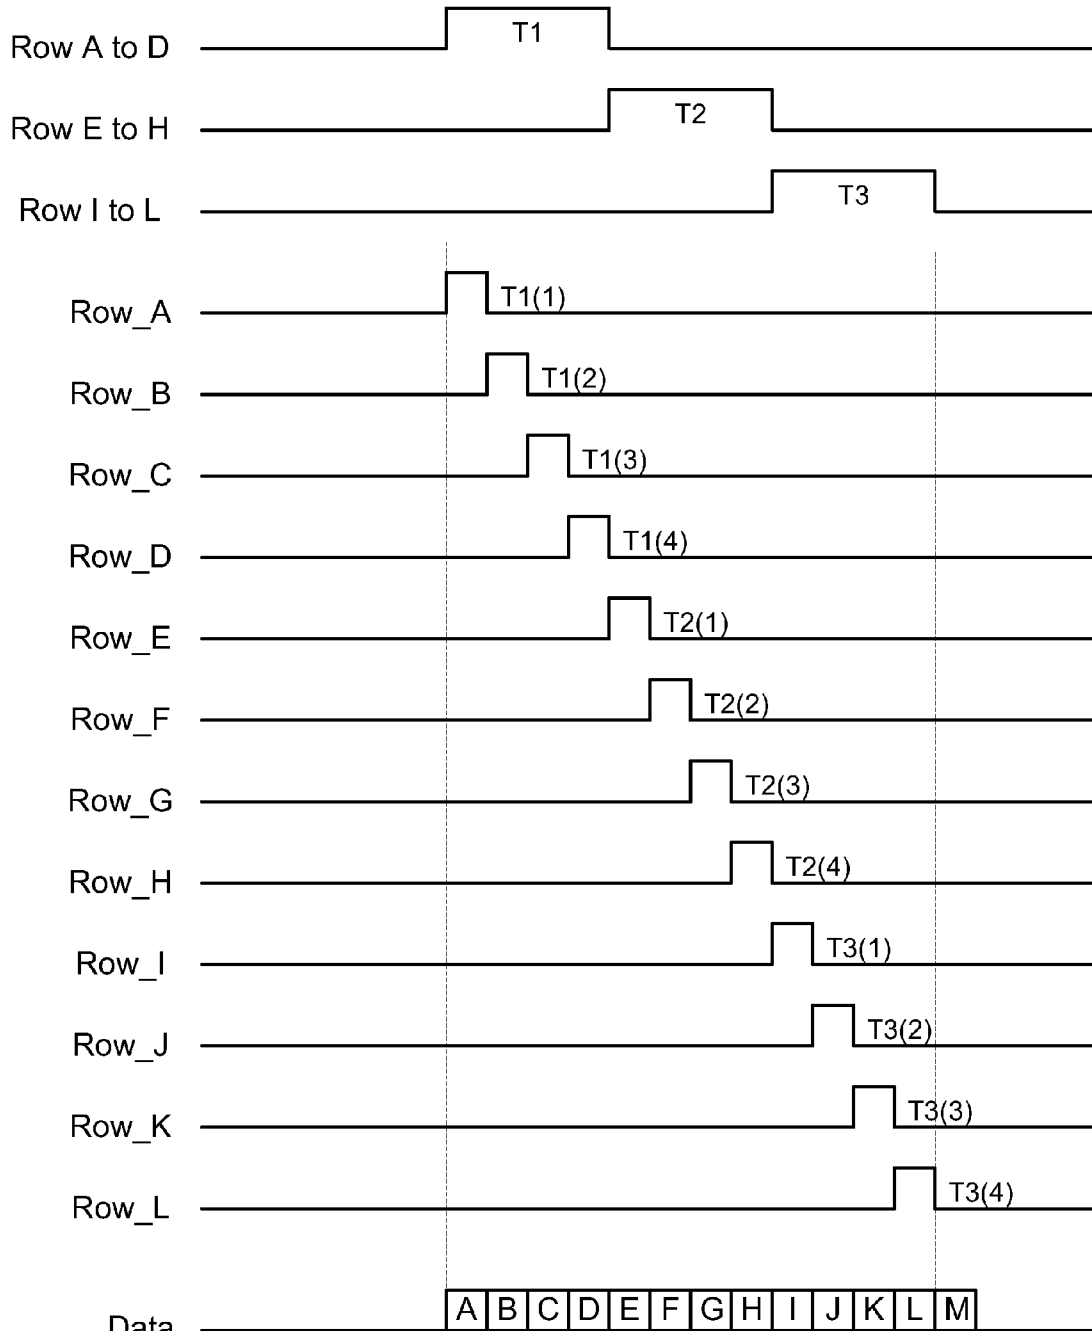 Row A to D T1
Row E to H T2
Row I to L T3
Row_A T1(1)
Row_B T1(2)
Row_C T1(3)
Row_D T1(4)
Row_E T2(1)
Row_F T2(2)
Row_G T2(3)
Row_H T2(4)
Row_I T3(1)
Row_J T3(2)
Row_K T3(3)
Row_L T3(4)
Data A B C D E F G H I J K L M